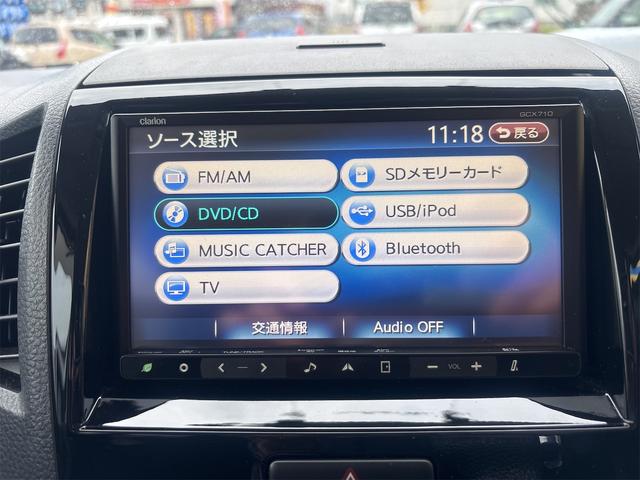 clarion
GCX710
ソース選択
11:18
戻る
FM/AM
SDメモリーカード
DVD/CD
USB/iPod
MUSIC CATCHER
Bluetooth
TV
交通情報
Audio OFF
VOL